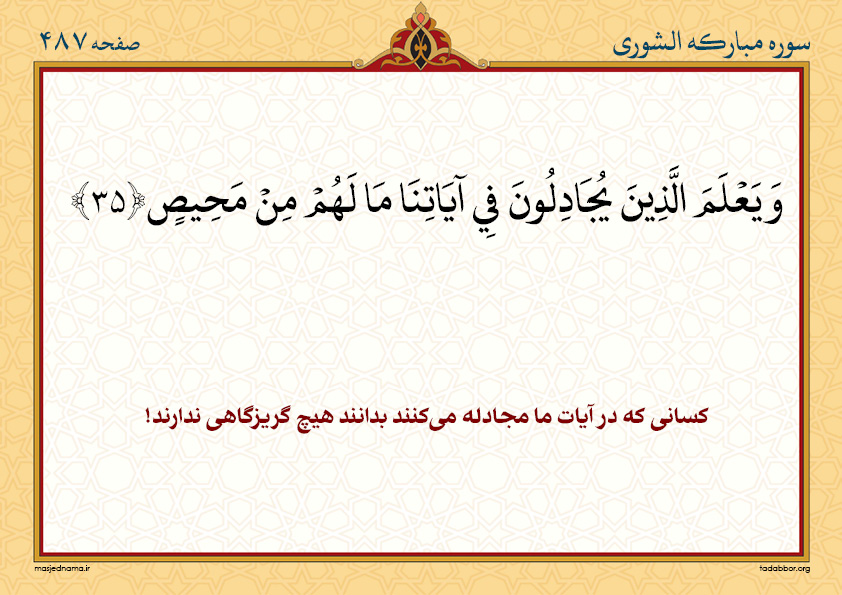 سوره مبارکه الشوری
صفحه ۴۸۷
وَيَعْلَمَ الَّذِينَ يُجَادِلُونَ فِي آيَاتِنَا مَا لَهُمْ مِنْ مَحِيصٍ ﴿۳۵﴾
کسانی که در آیات ما مجادله می‌کنند بدانند هیچ گریزگاهی ندارند!
masjednama.ir
tadabbor.org